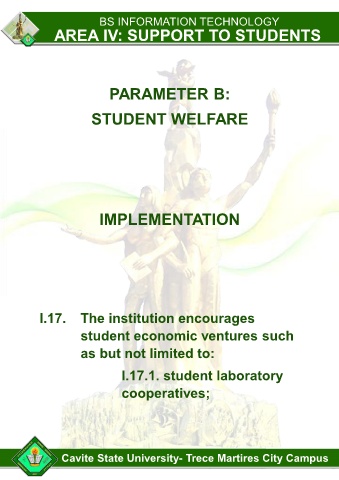 BS INFORMATION TECHNOLOGY
AREA IV: SUPPORT TO STUDENTS
PARAMETER B:
STUDENT WELFARE
IMPLEMENTATION
I.17. The institution encourages
student economic ventures such
as but not limited to:
I.17.1. student laboratory
cooperatives;
Cavite State University- Trece Martires City Campus